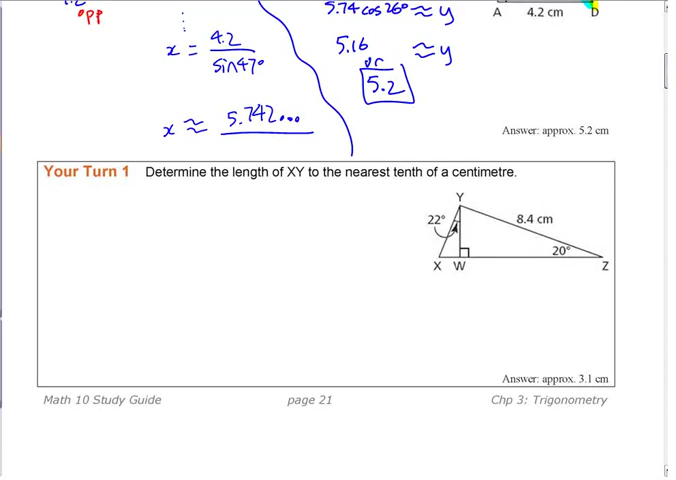 opp
⋮
x = 4.2 / sin47°
x ≈ 5.742...
5.74 cos 26° ≈ y
5.16 ≈ y
or
5.2
A 4.2 cm D
Answer: approx. 5.2 cm
Your Turn 1 Determine the length of XY to the nearest tenth of a centimetre.
Y
22° 8.4 cm
20°
X W Z
Answer: approx. 3.1 cm
Math 10 Study Guide page 21 Chp 3: Trigonometry